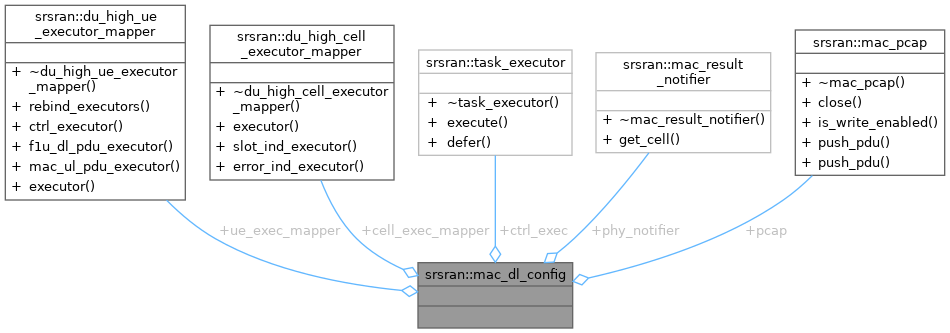 srsran::du_high_ue
_executor_mapper
+ ~du_high_ue_executor
_mapper()
+ rebind_executors()
+ ctrl_executor()
+ f1u_dl_pdu_executor()
+ mac_ul_pdu_executor()
+ executor()
srsran::du_high_cell
_executor_mapper
+ ~du_high_cell_executor
_mapper()
+ executor()
+ slot_ind_executor()
+ error_ind_executor()
srsran::task_executor
+ ~task_executor()
+ execute()
+ defer()
srsran::mac_result
_notifier
+ ~mac_result_notifier()
+ get_cell()
srsran::mac_pcap
+ ~mac_pcap()
+ close()
+ is_write_enabled()
+ push_pdu()
+ push_pdu()
+ue_exec_mapper
+cell_exec_mapper
+ctrl_exec
+phy_notifier
+pcap
srsran::mac_dl_config